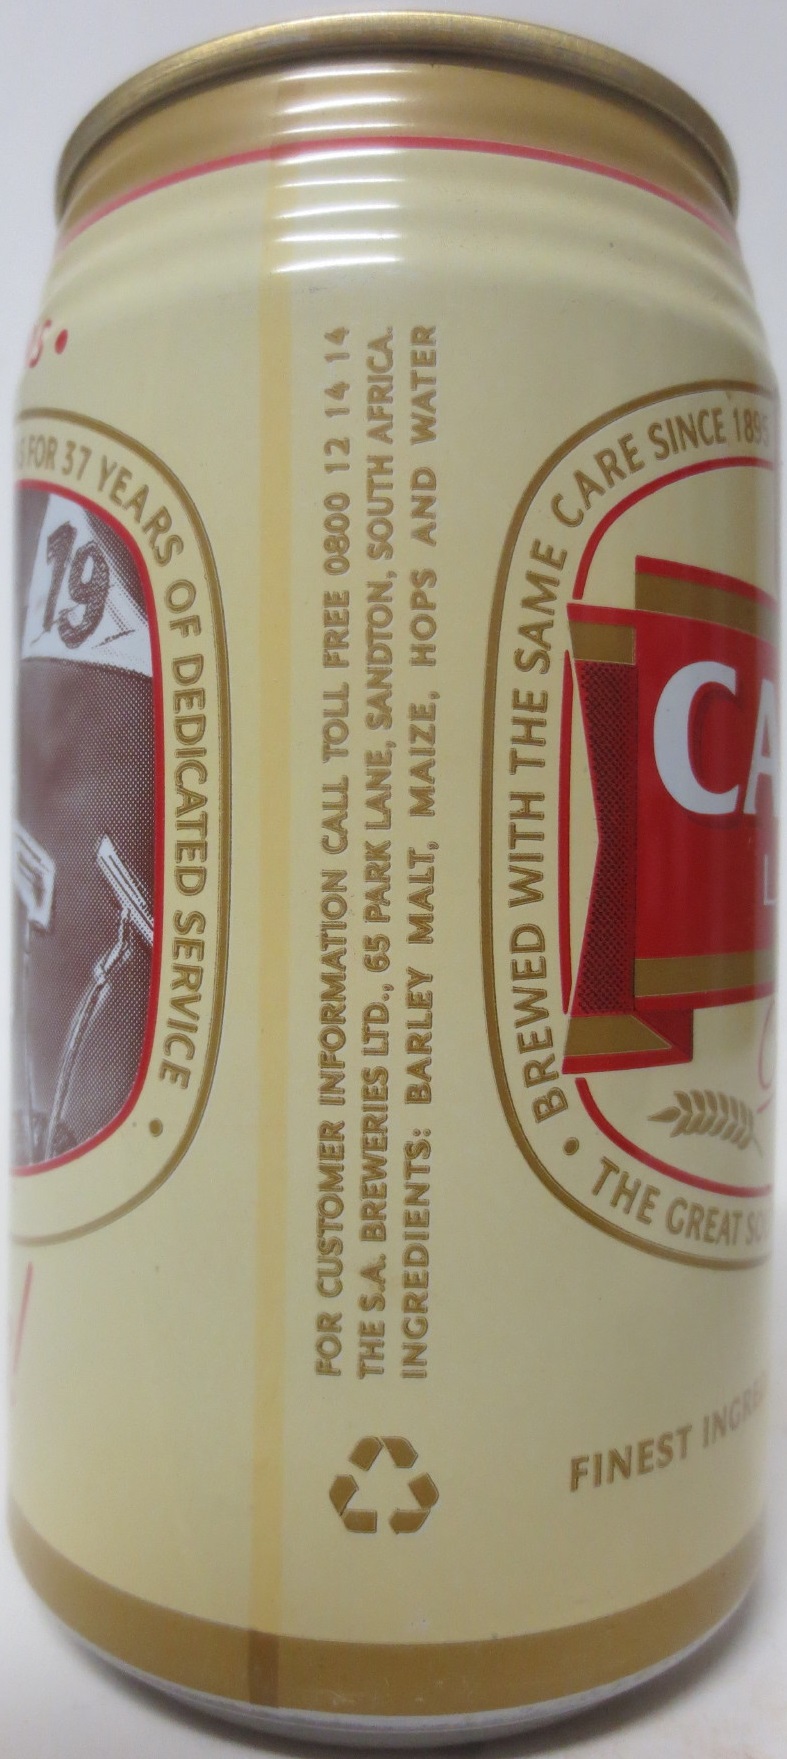 FOR 37 YEARS OF DEDICATED SERVICE •
19
FOR CUSTOMER INFORMATION CALL TOLL FREE 0800 12 14 14
THE S.A. BREWERIES LTD., 65 PARK LANE, SANDTON, SOUTH AFRICA.
INGREDIENTS: BARLEY MALT, MAIZE, HOPS AND WATER
• BREWED WITH THE SAME CARE SINCE 1895
CA
L
THE GREAT
FINEST